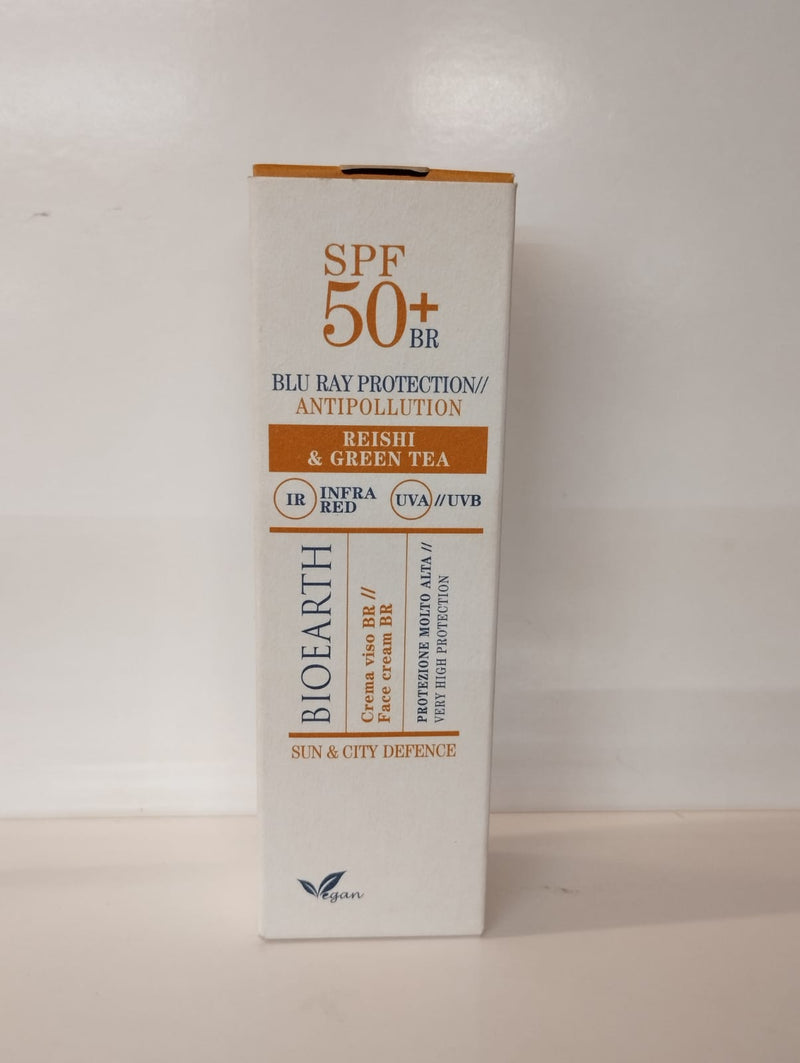 SPF
50+
BR
BLU RAY PROTECTION//
ANTIPOLLUTION
REISHI
& GREEN TEA
IR INFRA
RED
UVA//UVB
BIOEARTH
Crema viso BR //
Face cream BR
PROTEZIONE MOLTO ALTA //
VERY HIGH PROTECTION
SUN & CITY DEFENCE
Vegan